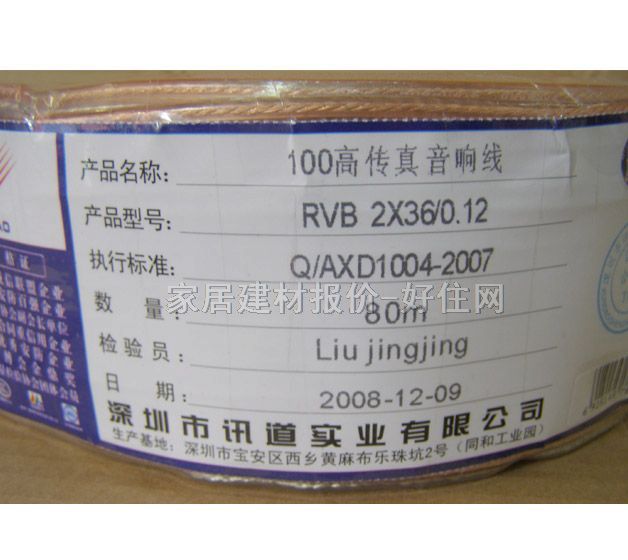 产品名称: 100高传真音响线
产品型号: RVB 2X36/0.12
执行标准: Q/AXD1004-2007
数 量: 80m
家居建材报价-好住网
检 验 员: Liu jingjing
日 期: 2008-12-09
深圳市讯道实业有限公司
生产基地: 深圳市宝安区西乡黄麻布乐珠坑2号（同和工业园）
格证